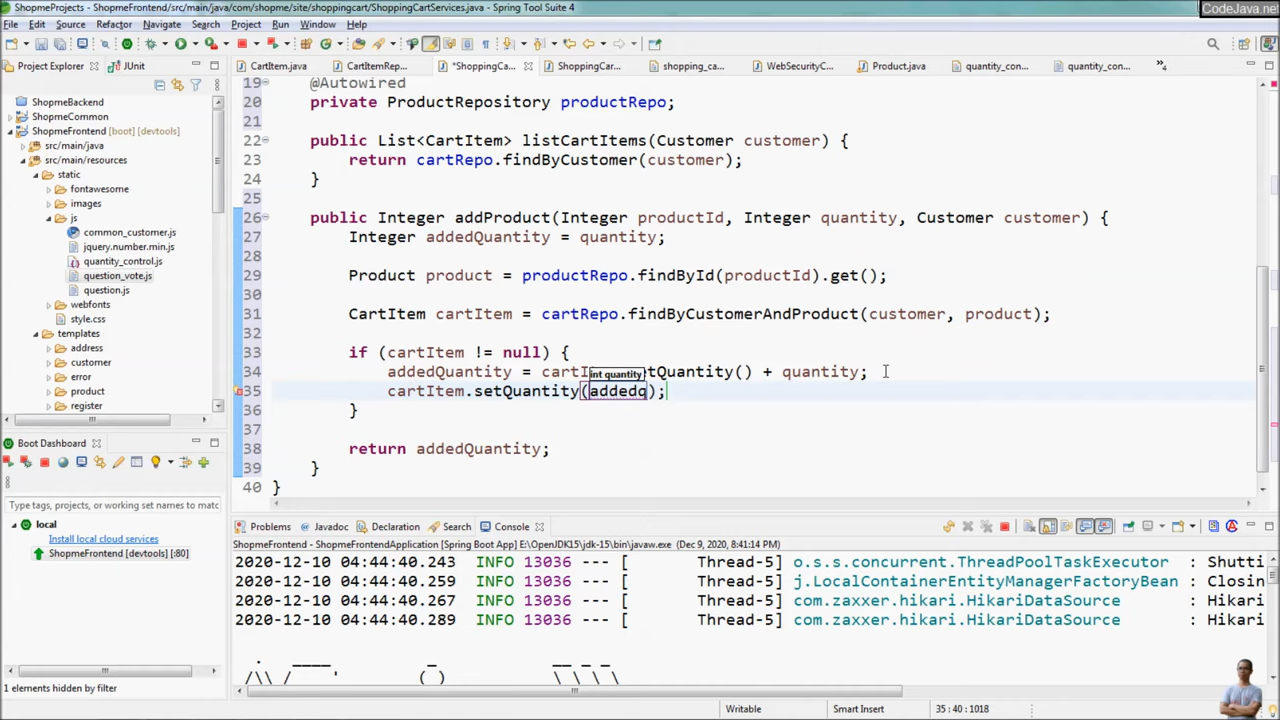 ShopmeProjects - ShopmeFrontend/src/main/java/com/shopme/site/shoppingcart/ShoppingCartServices.java - Spring Tool Suite 4
CodeJava.net
File Edit Source Refactor Navigate Search Project Run Window Help
Project Explorer JUnit
CartItem.java CartItemRep... *ShoppingCa... ShoppingCar... shopping_ca... WebSecurityC... Product.java quantity_con... quantity_con...
ShopmeBackend
ShopmeCommon
ShopmeFrontend [boot] [devtools]
src/main/java
src/main/resources
static
fontawesome
images
js
common_customer.js
jquery.number.min.js
quantity_control.js
question_vote.js
question.js
webfonts
style.css
templates
address
customer
error
product
register
19 @Autowired
20 private ProductRepository productRepo;
21
22 public List<CartItem> listCartItems(Customer customer) {
23 return cartRepo.findByCustomer(customer);
24 }
25
26 public Integer addProduct(Integer productId, Integer quantity, Customer customer) {
27 Integer addedQuantity = quantity;
28
29 Product product = productRepo.findById(productId).get();
30
31 CartItem cartItem = cartRepo.findByCustomerAndProduct(customer, product);
32
33 if (cartItem != null) {
34 addedQuantity = cartI etQuantity() + quantity;
int quantity
35 cartItem.setQuantity(addedq);
36 }
37
38 return addedQuantity;
39 }
40 }
Boot Dashboard
Type tags, projects, or working set names to matc
local
Install local cloud services
ShopmeFrontend [devtools] [:80]
1 elements hidden by filter
Problems Javadoc Declaration Search Console
ShopmeFrontend - ShopmeFrontendApplication [Spring Boot App] E:\OpenJDK15\jdk-15\bin\javaw.exe (Dec 9, 2020, 8:41:14 PM)
2020-12-10 04:44:40.243 INFO 13036 --- [ Thread-5] o.s.s.concurrent.ThreadPoolTaskExecutor : Shutti
2020-12-10 04:44:40.259 INFO 13036 --- [ Thread-5] j.LocalContainerEntityManagerFactoryBean : Closin
2020-12-10 04:44:40.267 INFO 13036 --- [ Thread-5] com.zaxxer.hikari.HikariDataSource : Hikari
2020-12-10 04:44:40.289 INFO 13036 --- [ Thread-5] com.zaxxer.hikari.HikariDataSource : Hikari
Writable Smart Insert 35 : 40 : 1018